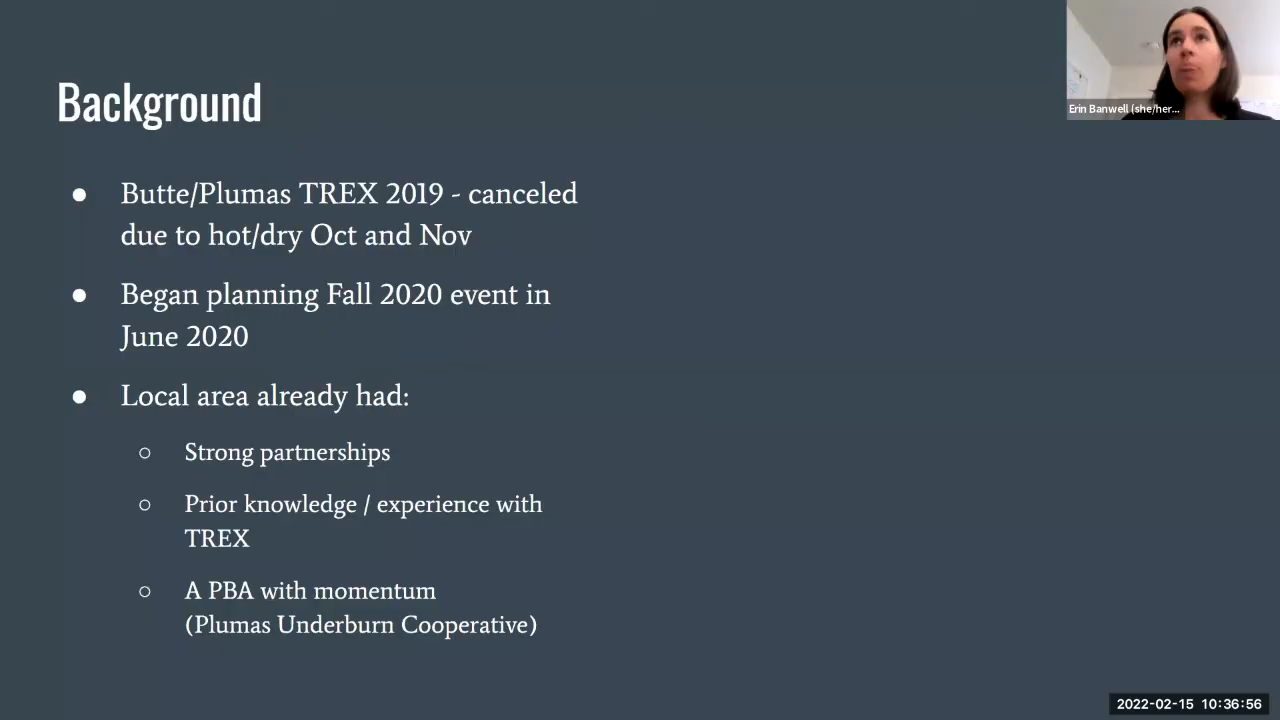 Background
● Butte/Plumas TREX 2019 - canceled
due to hot/dry Oct and Nov
● Began planning Fall 2020 event in
June 2020
● Local area already had:
○ Strong partnerships
○ Prior knowledge / experience with
TREX
○ A PBA with momentum
(Plumas Underburn Cooperative)
Erin Banwell (she/her...
2022-02-15 10:36:56